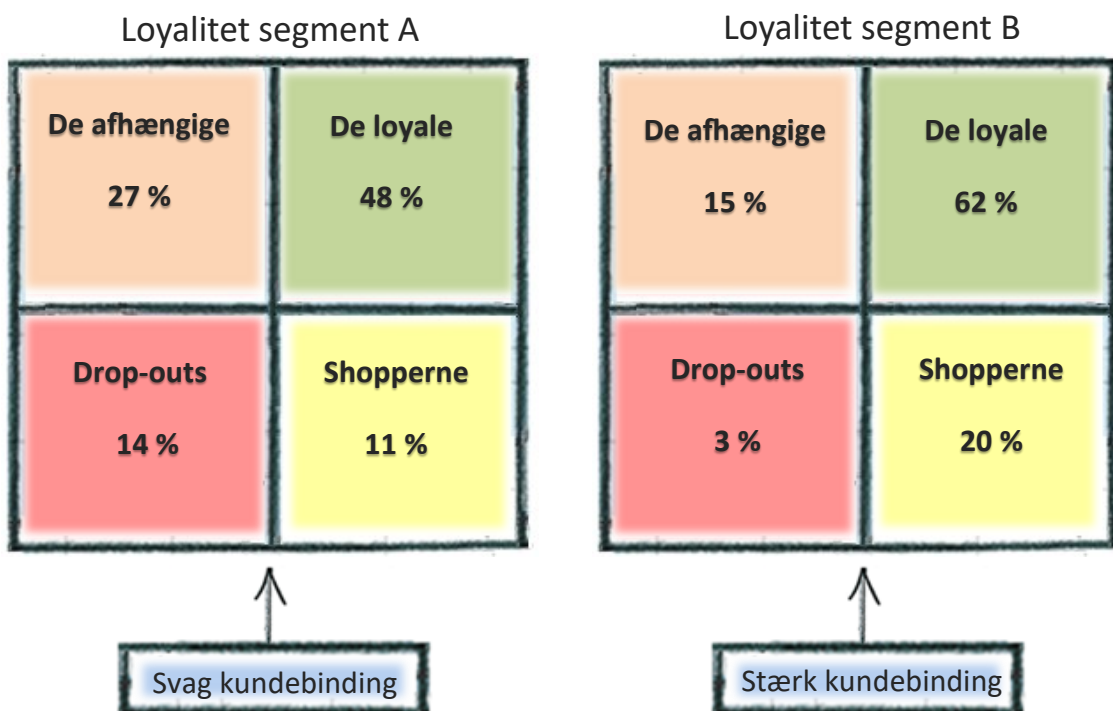 Loyalitet segment A
De afhængige
27 %
De loyale
48 %
Drop-outs
14 %
Shopperne
11 %
Svag kundebinding
Loyalitet segment B
De afhængige
15 %
De loyale
62 %
Drop-outs
3 %
Shopperne
20 %
Stærk kundebinding